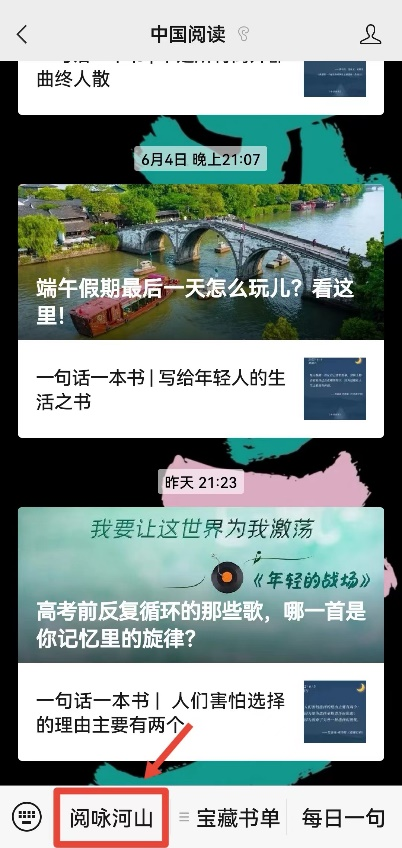 中国阅读
曲终人散
6月4日 晚上21:07
端午假期最后一天怎么玩儿？看这
里！
一句话一本书 | 写给年轻人的生
活之书
昨天 21:23
我要让这世界为我激荡
《年轻的战场》
高考前反复循环的那些歌，哪一首是
你记忆里的旋律？
一句话一本书 | 人们害怕选择
的理由主要有两个
阅咏河山
宝藏书单
每日一句